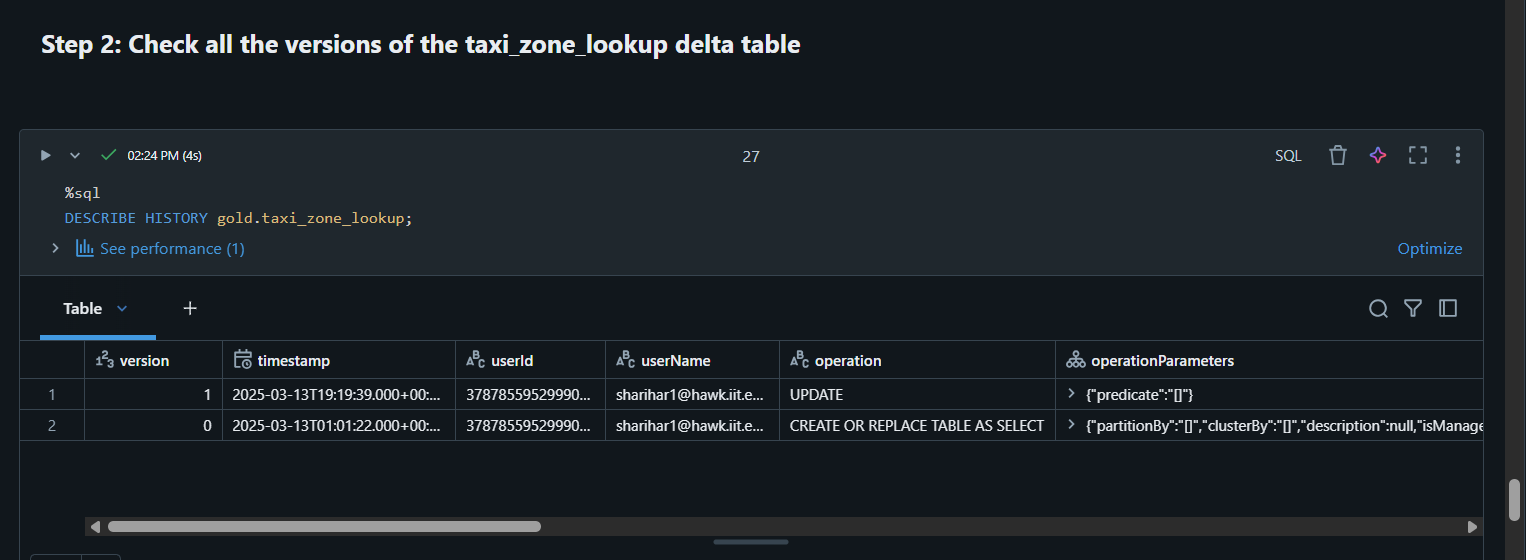 Step 2: Check all the versions of the taxi_zone_lookup delta table
02:24 PM (4s)
27
SQL
%sql
DESCRIBE HISTORY gold.taxi_zone_lookup;
See performance (1)
Optimize
Table
+
version timestamp userId userName operation operationParameters
1 1 2025-03-13T19:19:39.000+00:... 37878559529990... sharihar1@hawk.iit.e... UPDATE {"predicate":"[]"}
2 0 2025-03-13T01:01:22.000+00:... 37878559529990... sharihar1@hawk.iit.e... CREATE OR REPLACE TABLE AS SELECT {"partitionBy":"[]","clusterBy":"[]","description":null,"isManage